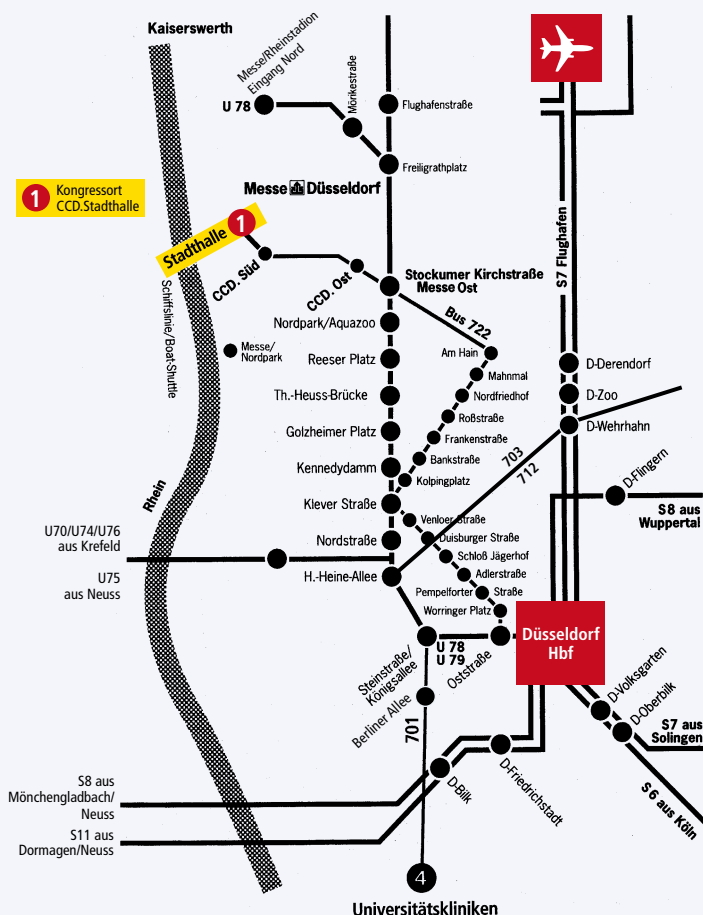 Kaiserswerth
Messe/Rheinstadion
Eingang Nord
U 78
Mörikestraße
Flughafenstraße
Freiligrathplatz
1
Kongressort
CCD.Stadthalle
Messe Düsseldorf
Stadthalle 1
CCD. Süd
CCD. Ost
Stockumer Kirchstraße
Messe Ost
S7 Flughafen
Schiffslinie/Boat-Shuttle
Bus 722
Nordpark/Aquazoo
Messe/
Nordpark
Reeser Platz
Th.-Heuss-Brücke
Golzheimer Platz
Kennedydamm
Klever Straße
Nordstraße
H.-Heine-Allee
Am Hain
Mahnmal
Nordfriedhof
Roßstraße
Frankenstraße
Bankstraße
Kolpingplatz
Venloer Straße
Duisburger Straße
Schloß Jägerhof
Adlerstraße
Pempelforter Straße
Worringer Platz
D-Derendorf
D-Zoo
D-Wehrhahn
703
712
D-Flingern
S8 aus
Wuppertal
Rhein
U70/U74/U76
aus Krefeld
U75
aus Neuss
Düsseldorf
Hbf
U 78
U 79
Steinstraße/
Königsallee
Oststraße
Berliner Allee
701
D-Volksgarten
D-Oberbilk
S7 aus
Solingen
S6 aus Köln
D-Friedrichstadt
D-Bilk
S8 aus
Mönchengladbach/
Neuss
S11 aus
Dormagen/Neuss
4
Universitätskliniken